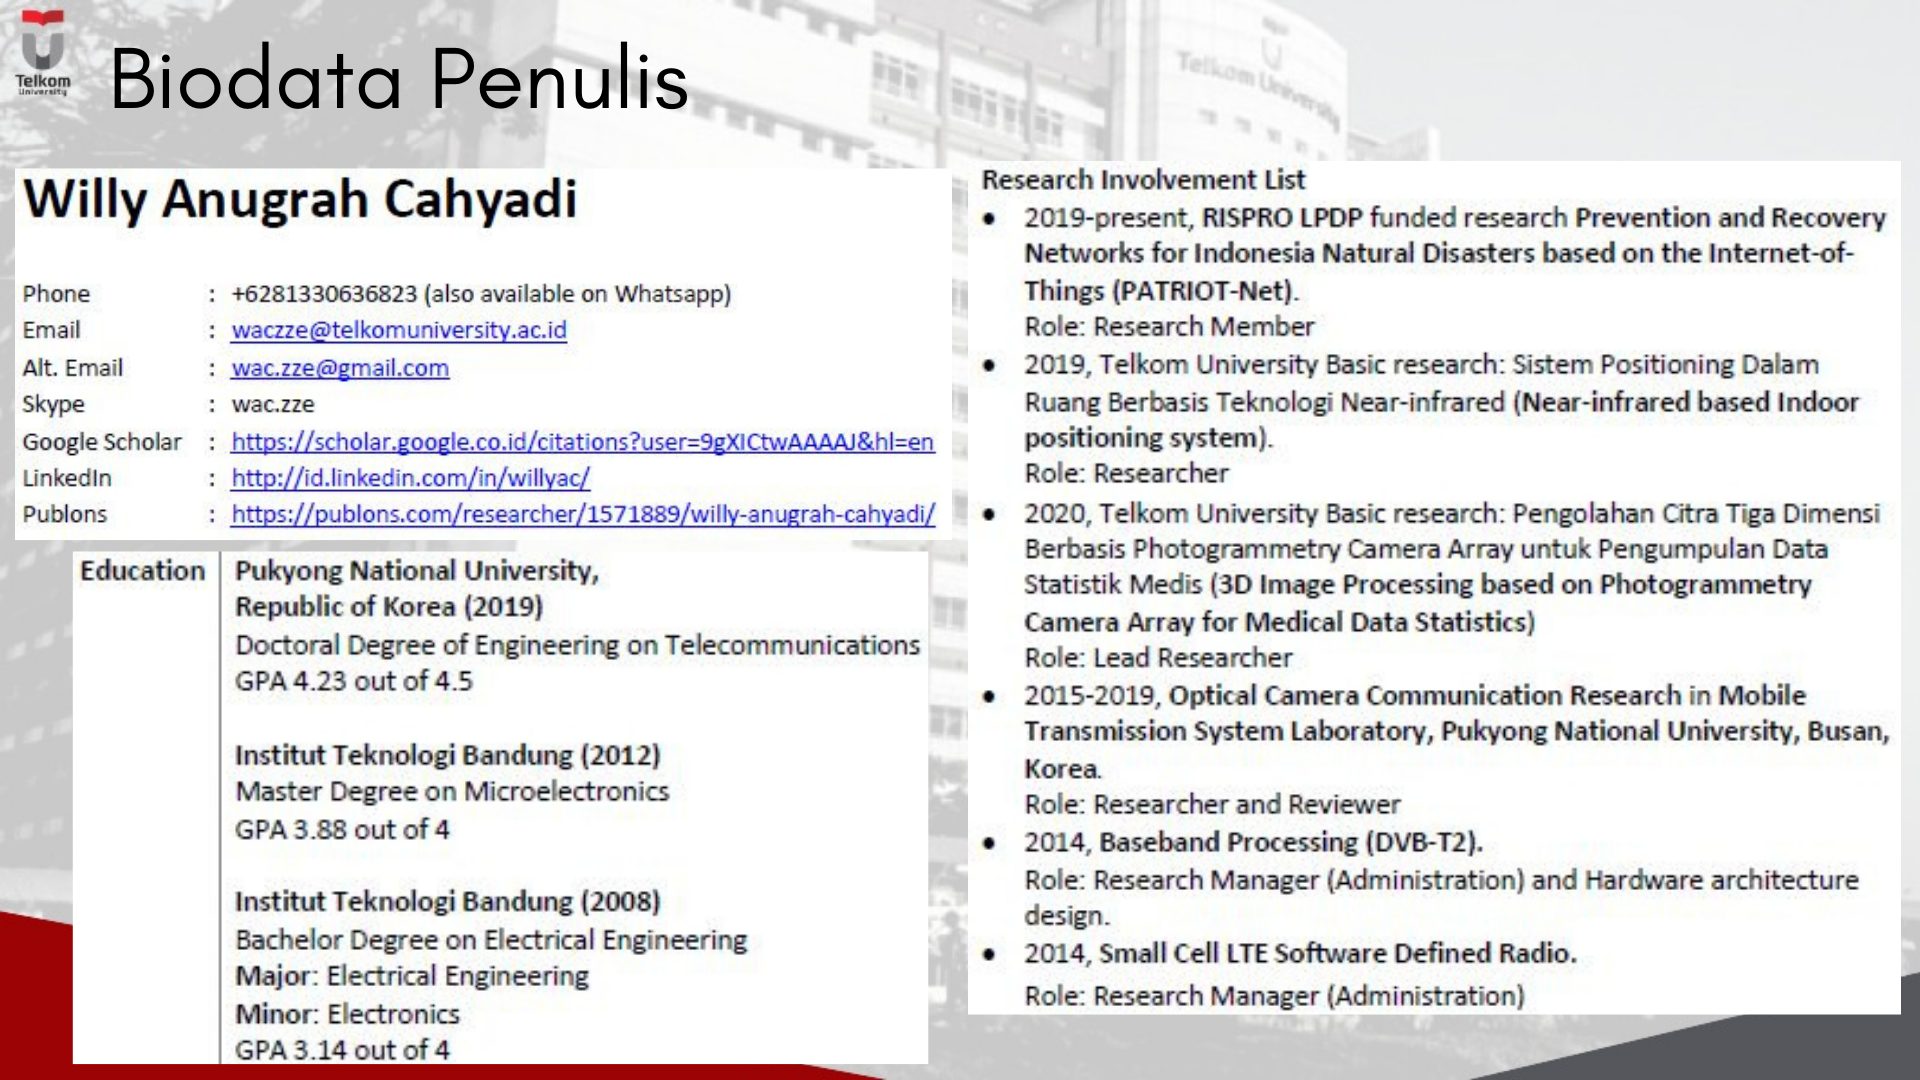 Telkom
University
Biodata Penulis
Telkom University
Willy Anugrah Cahyadi
Phone : +6281330636823 (also available on Whatsapp)
Email : waczze@telkomuniversity.ac.id
Alt. Email : wac.zze@gmail.com
Skype : wac.zze
Google Scholar : https://scholar.google.co.id/citations?user=9gXICtwAAAAJ&hl=en
LinkedIn : http://id.linkedin.com/in/willyac/
Publons : https://publons.com/researcher/1571889/willy-anugrah-cahyadi/
Education
Pukyong National University,
Republic of Korea (2019)
Doctoral Degree of Engineering on Telecommunications
GPA 4.23 out of 4.5
Institut Teknologi Bandung (2012)
Master Degree on Microelectronics
GPA 3.88 out of 4
Institut Teknologi Bandung (2008)
Bachelor Degree on Electrical Engineering
Major: Electrical Engineering
Minor: Electronics
GPA 3.14 out of 4
Research Involvement List
● 2019-present, RISPRO LPDP funded research Prevention and Recovery
Networks for Indonesia Natural Disasters based on the Internet-of-
Things (PATRIOT-Net).
Role: Research Member
● 2019, Telkom University Basic research: Sistem Positioning Dalam
Ruang Berbasis Teknologi Near-infrared (Near-infrared based Indoor
positioning system).
Role: Researcher
● 2020, Telkom University Basic research: Pengolahan Citra Tiga Dimensi
Berbasis Photogrammetry Camera Array untuk Pengumpulan Data
Statistik Medis (3D Image Processing based on Photogrammetry
Camera Array for Medical Data Statistics)
Role: Lead Researcher
● 2015-2019, Optical Camera Communication Research in Mobile
Transmission System Laboratory, Pukyong National University, Busan,
Korea.
Role: Researcher and Reviewer
● 2014, Baseband Processing (DVB-T2).
Role: Research Manager (Administration) and Hardware architecture
design.
● 2014, Small Cell LTE Software Defined Radio.
Role: Research Manager (Administration)